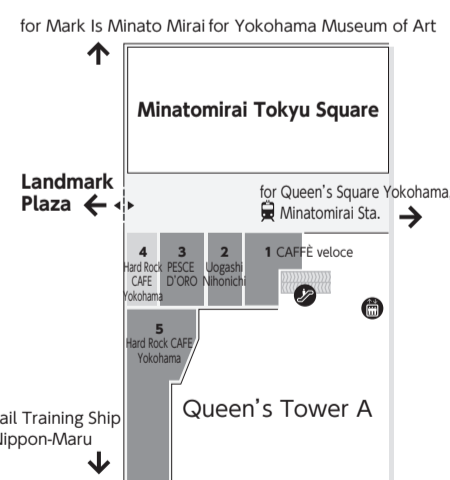 for Mark Is Minato Mirai for Yokohama Museum of Art
Minatomirai Tokyu Square
Landmark
Plaza
for Queen's Square Yokohama
Minatomirai Sta.
4
Hard Rock
CAFE
Yokohama
3
PESCE
D'ORO
2
Uogashi
Nihonichi
1 CAFFÈ veloce
5
Hard Rock CAFE
Yokohama
Queen's Tower A
ail Training Ship
Nippon-Maru